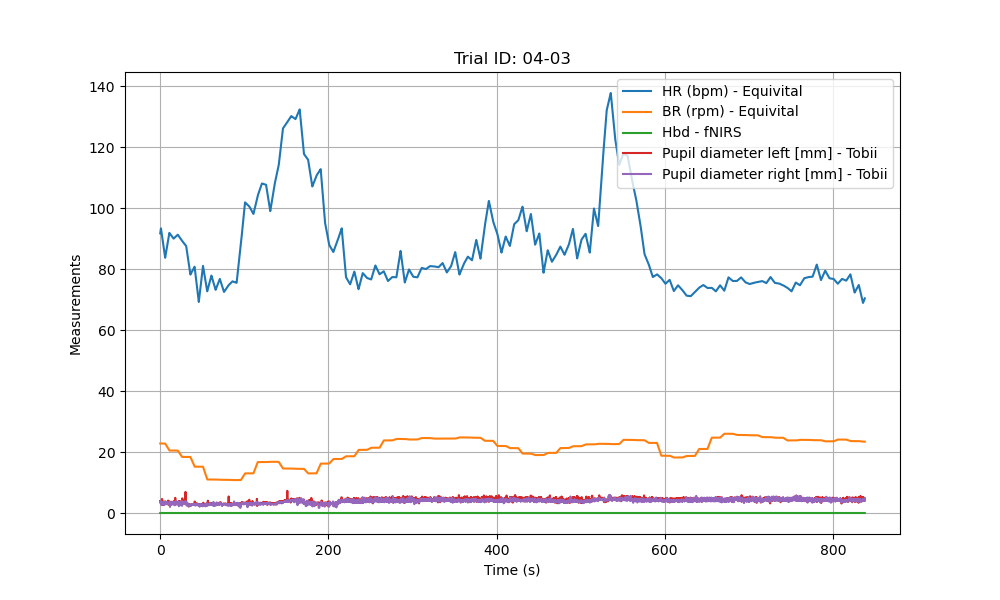 Trial ID: 04-03
HR (bpm) - Equivital
BR (rpm) - Equivital
Hbd - fNIRS
Pupil diameter left [mm] - Tobii
Pupil diameter right [mm] - Tobii
Measurements
140
120
100
80
60
40
20
0
0 200 400 600 800
Time (s)